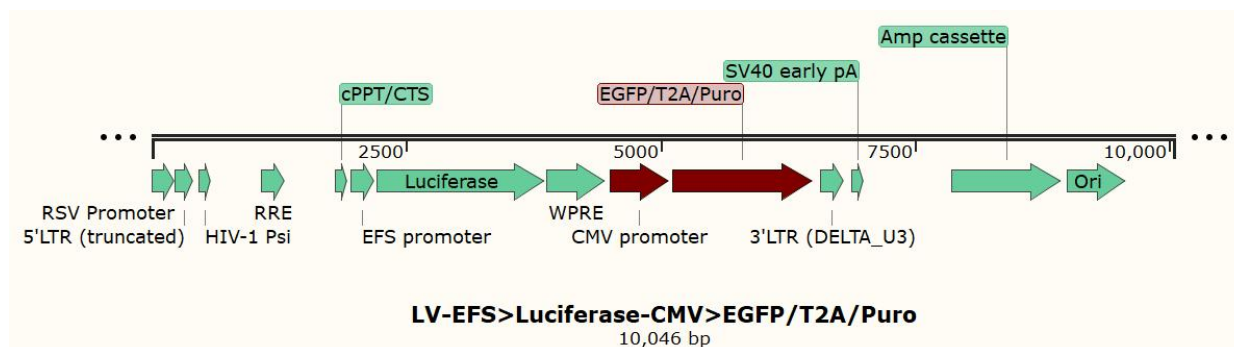 Amp cassette
SV40 early pA
cPPT/CTS EGFP/T2A/Puro
2500 5000 7500 10,000
Luciferase Ori
RSV Promoter RRE WPRE
5'LTR (truncated) HIV-1 Psi EFS promoter CMV promoter 3'LTR (DELTA_U3)
LV-EFS>Luciferase-CMV>EGFP/T2A/Puro
10,046 bp